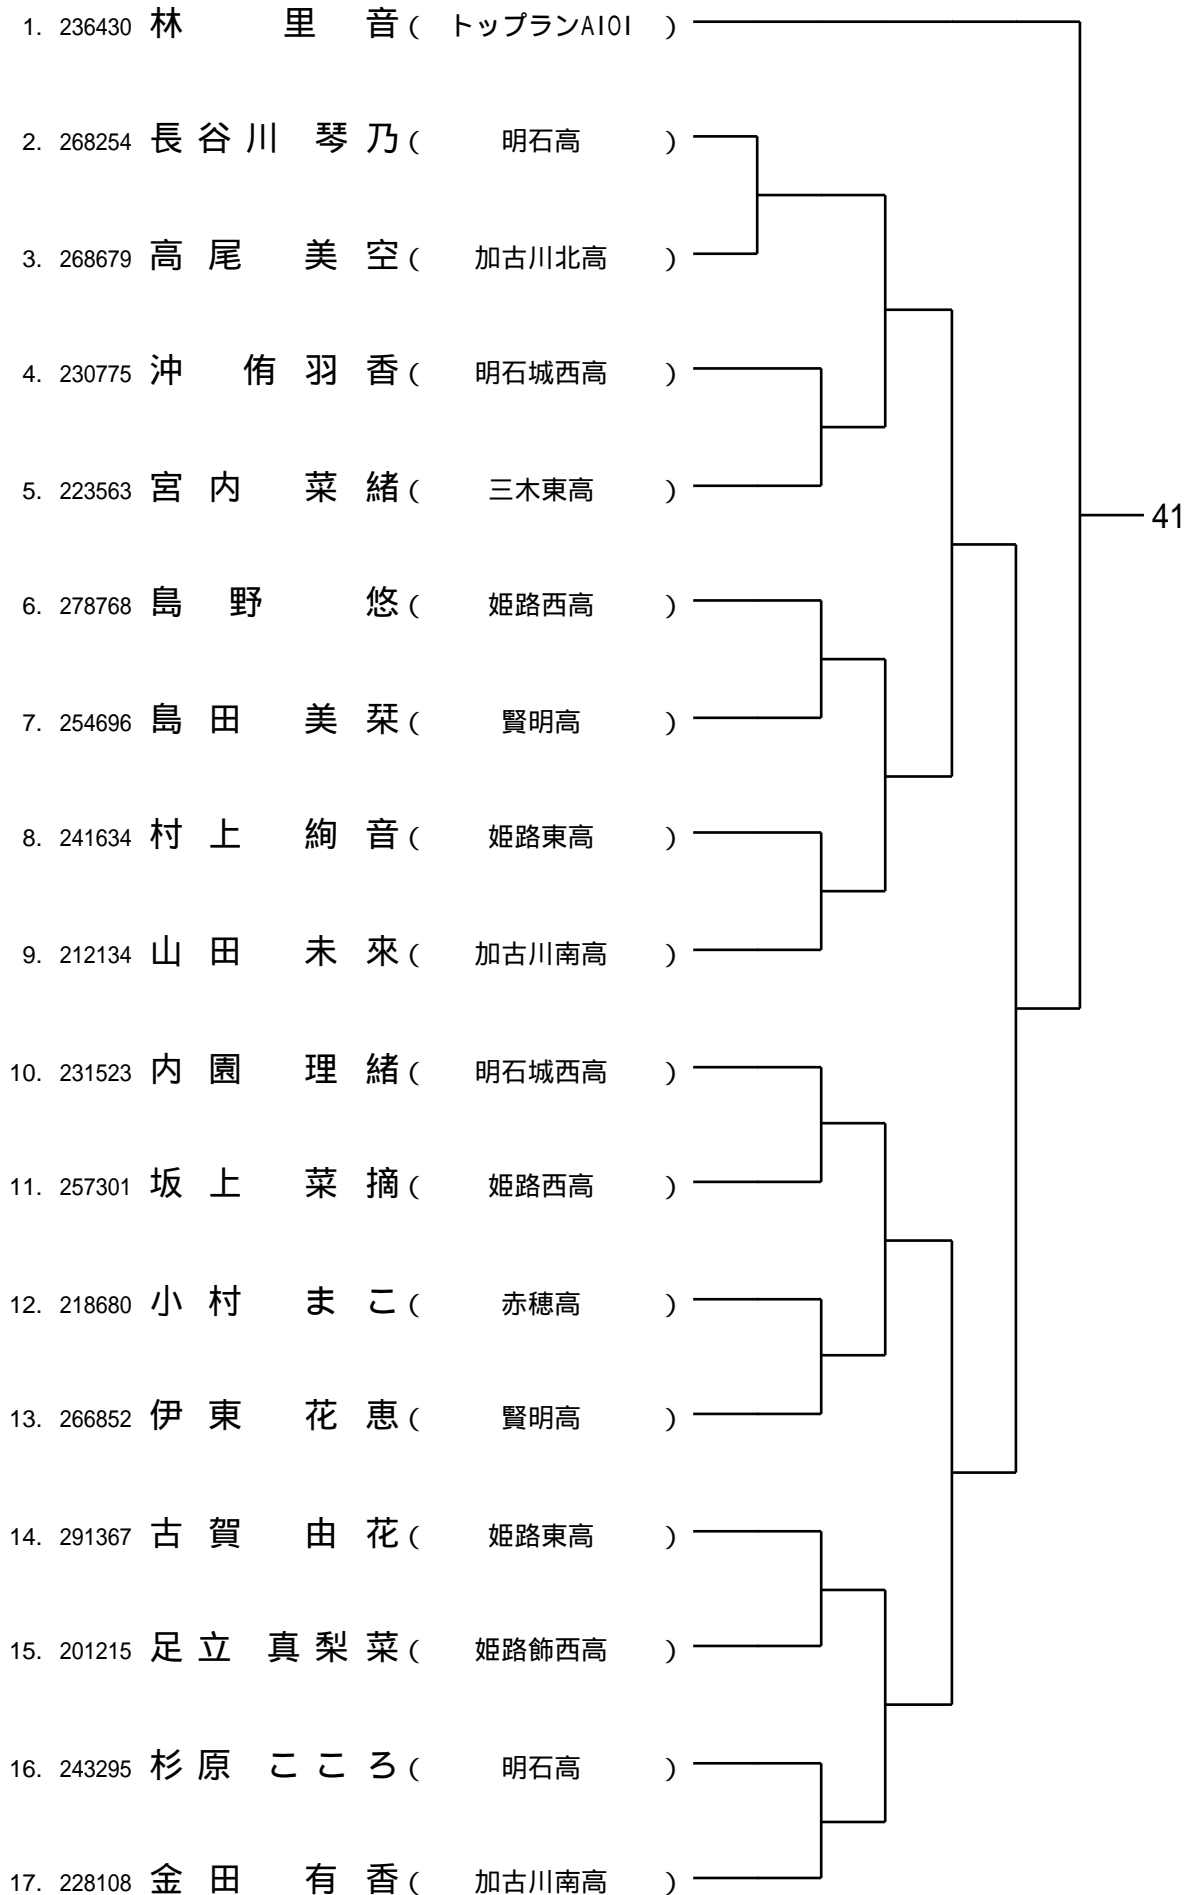 1. 236430 林 里 音 ( トップランAIOI )
2. 268254 長 谷 川 琴 乃 ( 明石高 )
3. 268679 高 尾 美 空 ( 加古川北高 )
4. 230775 沖 侑 羽 香 ( 明石城西高 )
5. 223563 宮 内 菜 緒 ( 三木東高 )
41
6. 278768 島 野 悠 ( 姫路西高 )
7. 254696 島 田 美 栞 ( 賢明高 )
8. 241634 村 上 絢 音 ( 姫路東高 )
9. 212134 山 田 未 來 ( 加古川南高 )
10. 231523 内 園 理 緒 ( 明石城西高 )
11. 257301 坂 上 菜 摘 ( 姫路西高 )
12. 218680 小 村 ま こ ( 赤穂高 )
13. 266852 伊 東 花 恵 ( 賢明高 )
14. 291367 古 賀 由 花 ( 姫路東高 )
15. 201215 足 立 真 梨 菜 ( 姫路飾西高 )
16. 243295 杉 原 こ こ ろ ( 明石高 )
17. 228108 金 田 有 香 ( 加古川南高 )